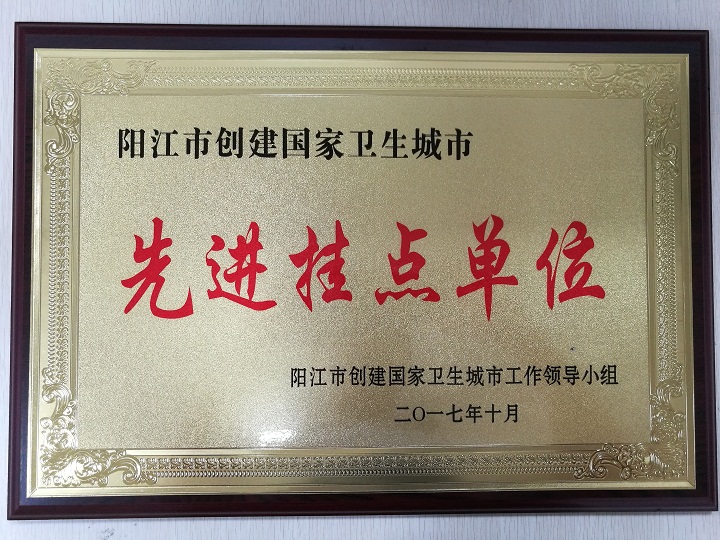 阳江市创建国家卫生城市
先进挂点单位
阳江市创建国家卫生城市工作领导小组
二〇一七年十月